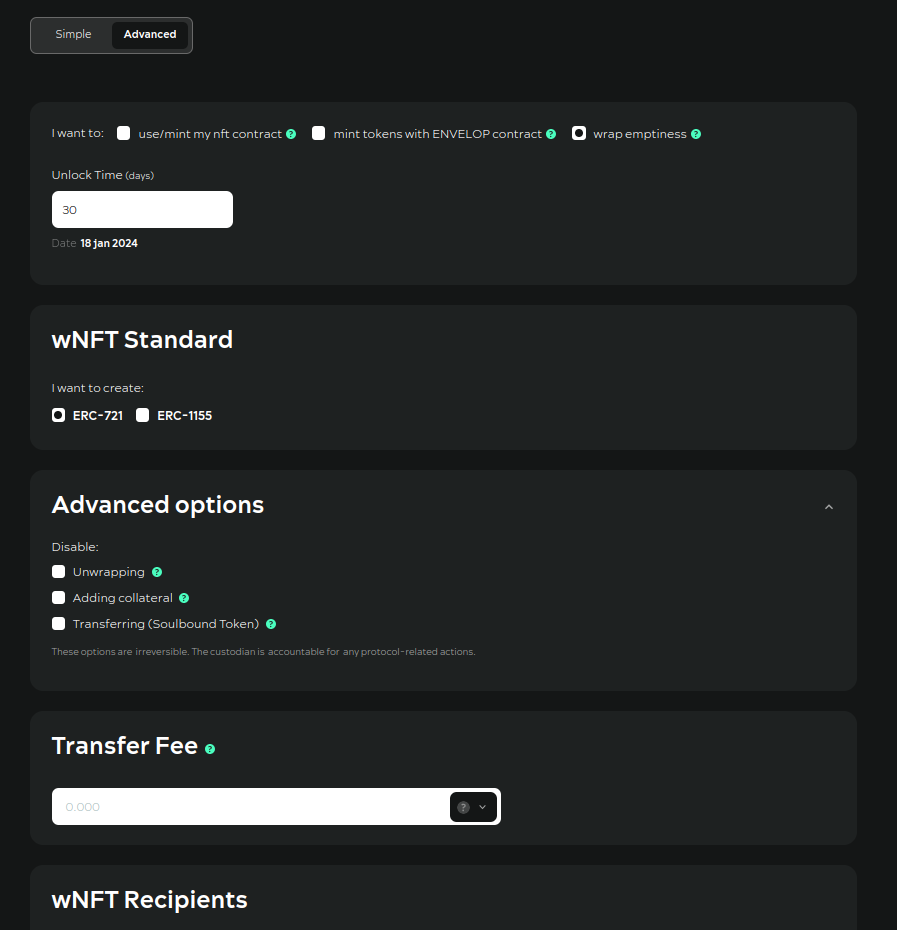 Simple Advanced
I want to: use/mint my nft contract ? mint tokens with ENVELOP contract ? wrap emptiness ?
Unlock Time (days)
30
Date 18 jan 2024
wNFT Standard
I want to create:
ERC-721 ERC-1155
Advanced options
Disable:
Unwrapping ?
Adding collateral ?
Transferring (Soulbound Token) ?
These options are irreversible. The custodian is accountable for any protocol-related actions.
Transfer Fee ?
0.000 ?
wNFT Recipients